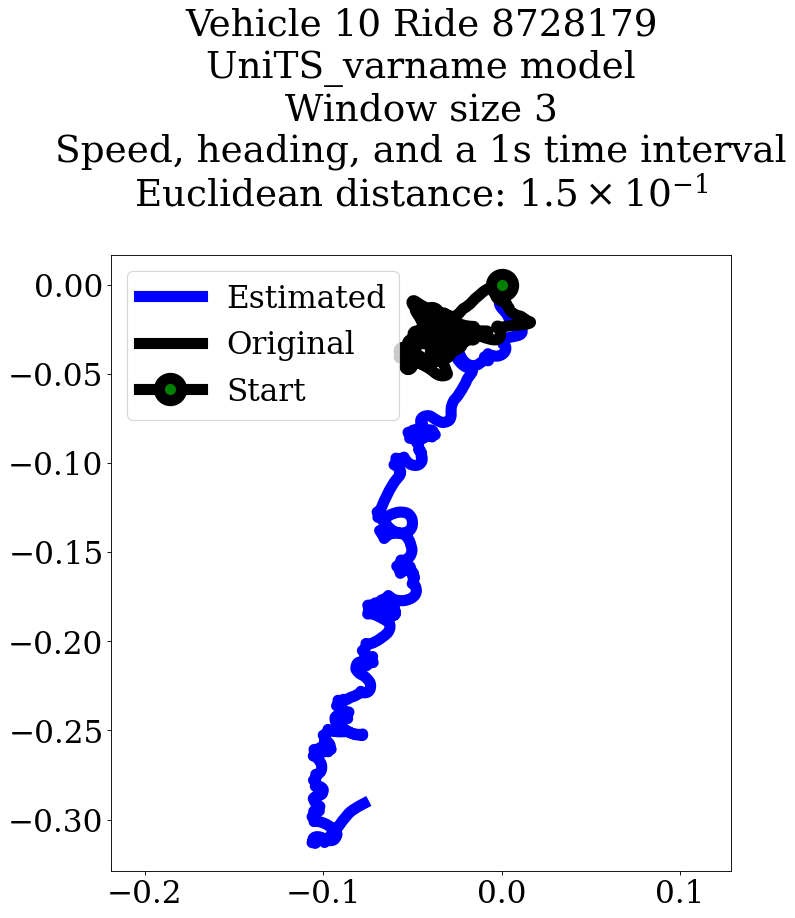 Vehicle 10 Ride 8728179
UniTS_varname model
Window size 3
Speed, heading, and a 1s time interval
Euclidean distance: 1.5 × 10⁻¹
Estimated
Original
Start
0.00
−0.05
−0.10
−0.15
−0.20
−0.25
−0.30
−0.2 −0.1 0.0 0.1